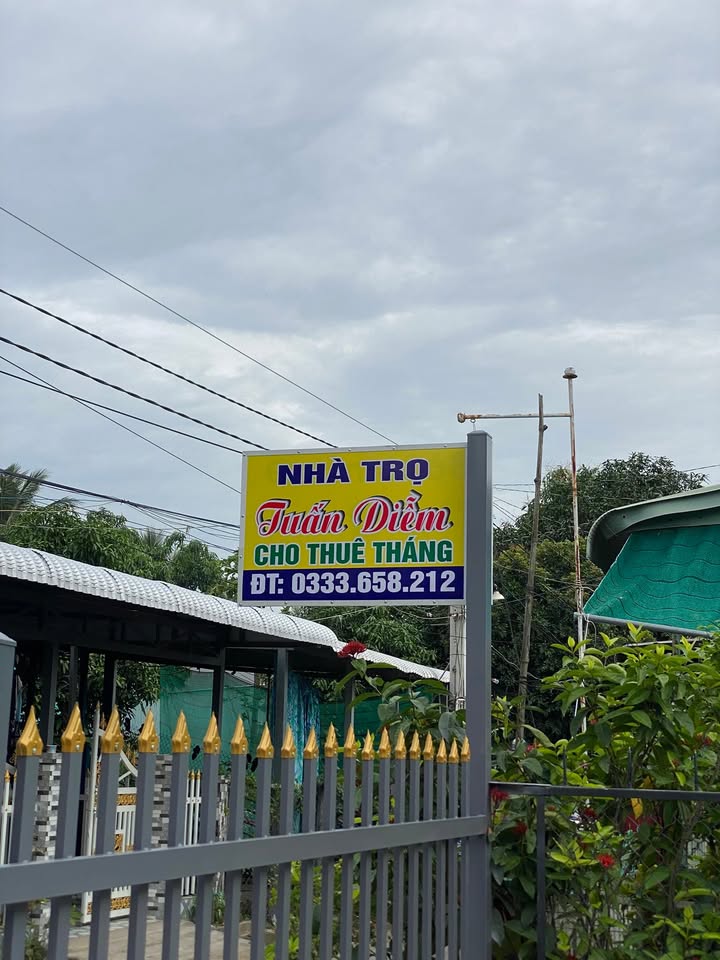 NHÀ TRỌ
Tuấn Diễm
CHO THUÊ THÁNG
ĐT: 0333.658.212